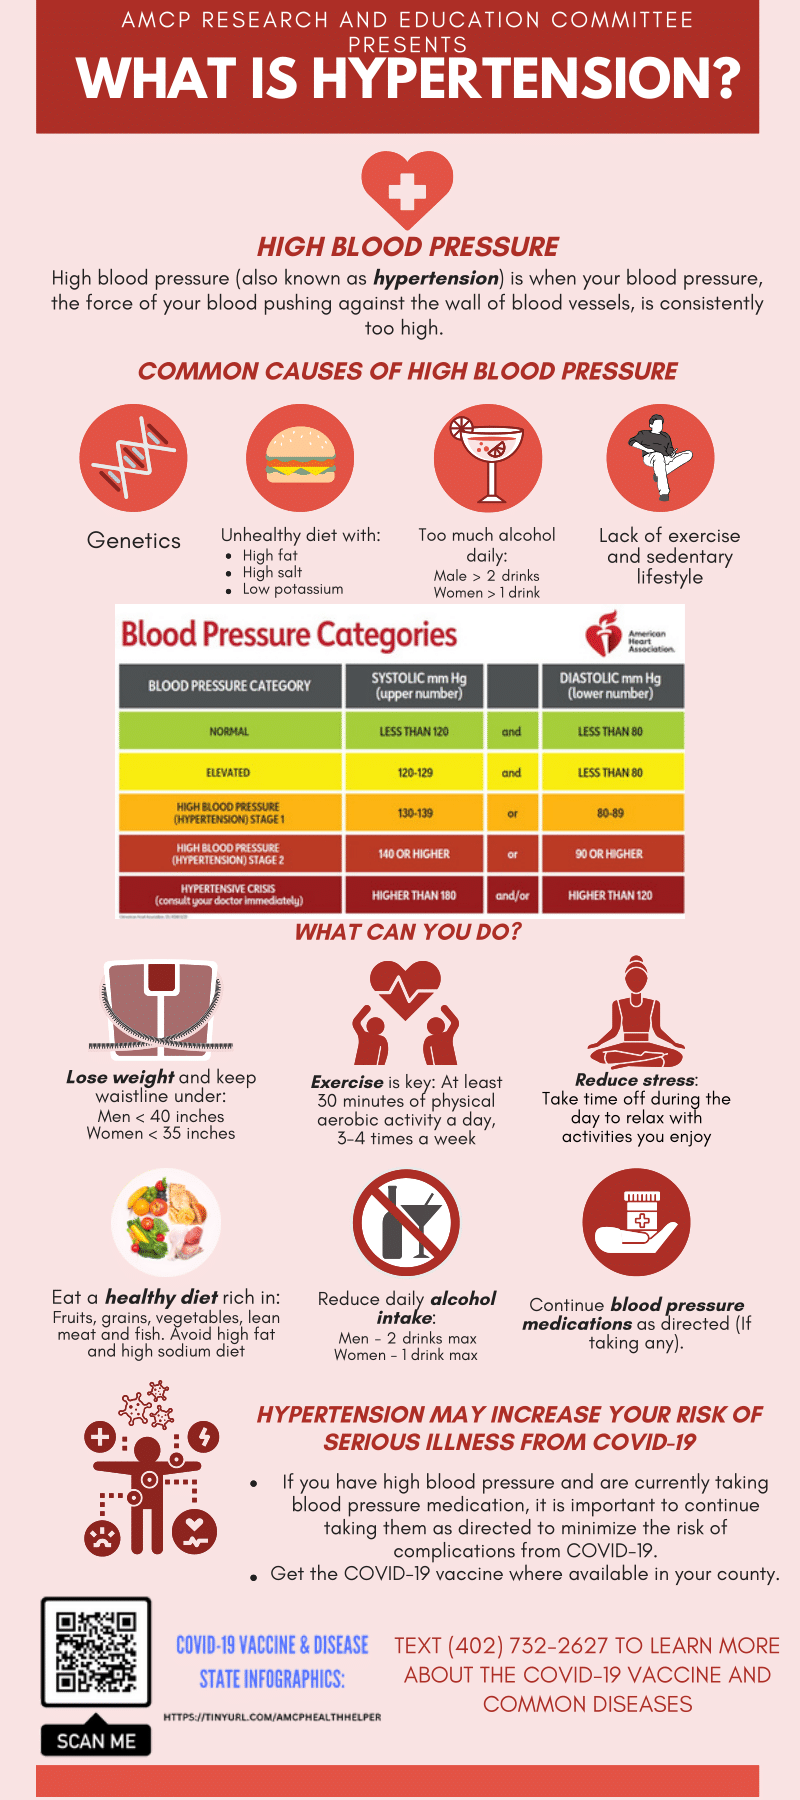 AMCP RESEARCH AND EDUCATION COMMITTEE
PRESENTS
WHAT IS HYPERTENSION?
HIGH BLOOD PRESSURE
High blood pressure (also known as hypertension) is when your blood pressure,
the force of your blood pushing against the wall of blood vessels, is consistently
too high.
COMMON CAUSES OF HIGH BLOOD PRESSURE
Genetics
Unhealthy diet with:
• High fat
• High salt
• Low potassium
Too much alcohol
daily:
Male > 2 drinks
Women > 1 drink
Lack of exercise
and sedentary
lifestyle
Blood Pressure Categories
American
Heart
Association.
BLOOD PRESSURE CATEGORY
SYSTOLIC mm Hg
(upper number)
DIASTOLIC mm Hg
(lower number)
NORMAL
LESS THAN 120
and
LESS THAN 80
ELEVATED
120-129
and
LESS THAN 80
HIGH BLOOD PRESSURE
(HYPERTENSION) STAGE 1
130-139
or
80-89
HIGH BLOOD PRESSURE
(HYPERTENSION) STAGE 2
140 OR HIGHER
or
90 OR HIGHER
HYPERTENSIVE CRISIS
(consult your doctor immediately)
HIGHER THAN 180
and/or
HIGHER THAN 120
WHAT CAN YOU DO?
Lose weight and keep
waistline under:
Men < 40 inches
Women < 35 inches
Exercise is key: At least
30 minutes of physical
aerobic activity a day,
3-4 times a week
Reduce stress:
Take time off during the
day to relax with
activities you enjoy
Eat a healthy diet rich in:
Fruits, grains, vegetables, lean
meat and fish. Avoid high fat
and high sodium diet
Reduce daily alcohol
intake:
Men - 2 drinks max
Women - 1 drink max
Continue blood pressure
medications as directed (If
taking any).
HYPERTENSION MAY INCREASE YOUR RISK OF
SERIOUS ILLNESS FROM COVID-19
• If you have high blood pressure and are currently taking
blood pressure medication, it is important to continue
taking them as directed to minimize the risk of
complications from COVID-19.
• Get the COVID-19 vaccine where available in your county.
SCAN ME
COVID-19 VACCINE & DISEASE
STATE INFOGRAPHICS:
HTTPS://TINYURL.COM/AMCPHEALTHHELPER
TEXT (402) 732-2627 TO LEARN MORE
ABOUT THE COVID-19 VACCINE AND
COMMON DISEASES